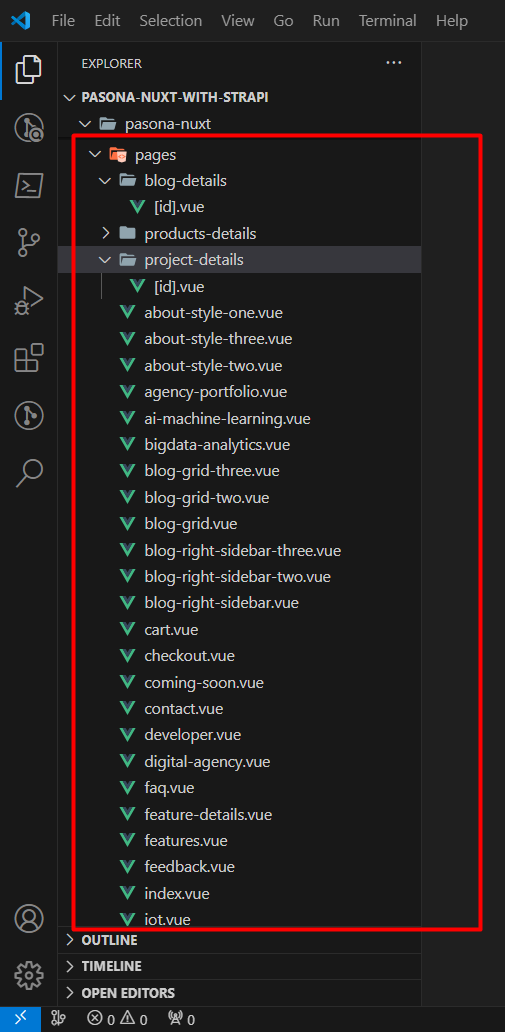 File Edit Selection View Go Run Terminal Help
EXPLORER ...
PASONA-NUXT-WITH-STRAPI
pasona-nuxt
pages
blog-details
[id].vue
products-details
project-details
[id].vue
about-style-one.vue
about-style-three.vue
about-style-two.vue
agency-portfolio.vue
ai-machine-learning.vue
bigdata-analytics.vue
blog-grid-three.vue
blog-grid-two.vue
blog-grid.vue
blog-right-sidebar-three.vue
blog-right-sidebar-two.vue
blog-right-sidebar.vue
cart.vue
checkout.vue
coming-soon.vue
contact.vue
developer.vue
digital-agency.vue
faq.vue
feature-details.vue
features.vue
feedback.vue
index.vue
iot.vue
OUTLINE
TIMELINE
OPEN EDITORS
0 0 0